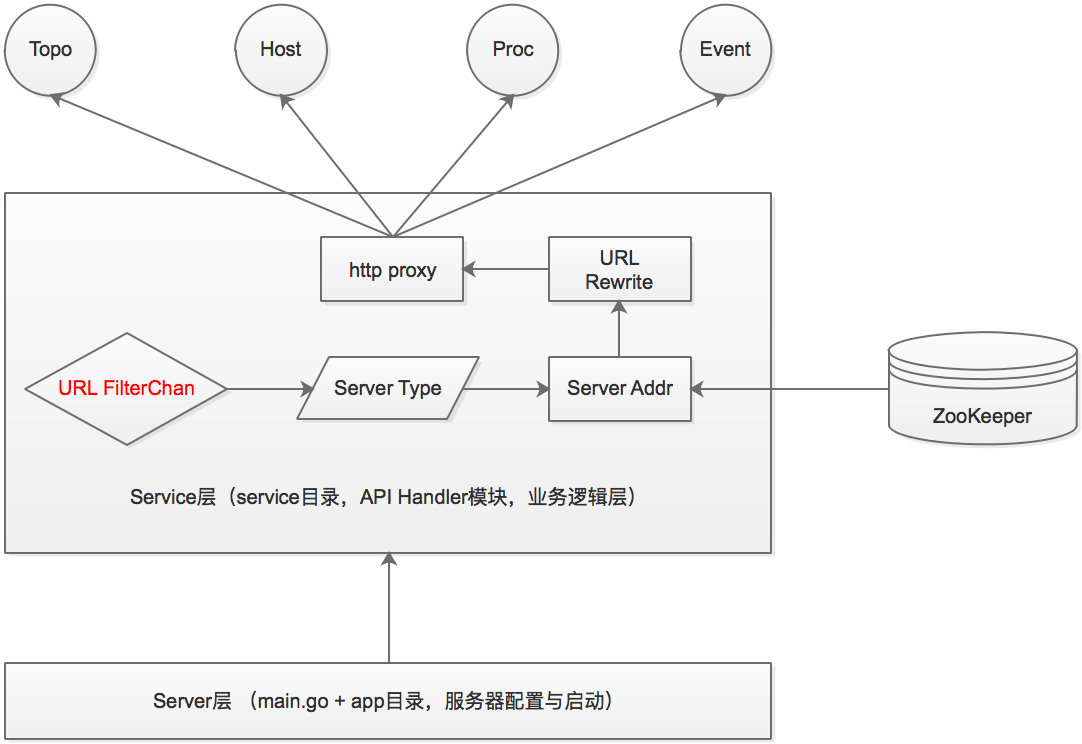 Topo
Host
Proc
Event
http proxy
URL
Rewrite
URL FilterChan
Server Type
Server Addr
ZooKeeper
Service层（service目录，API Handler模块，业务逻辑层）
Server层 （main.go + app目录，服务器配置与启动）